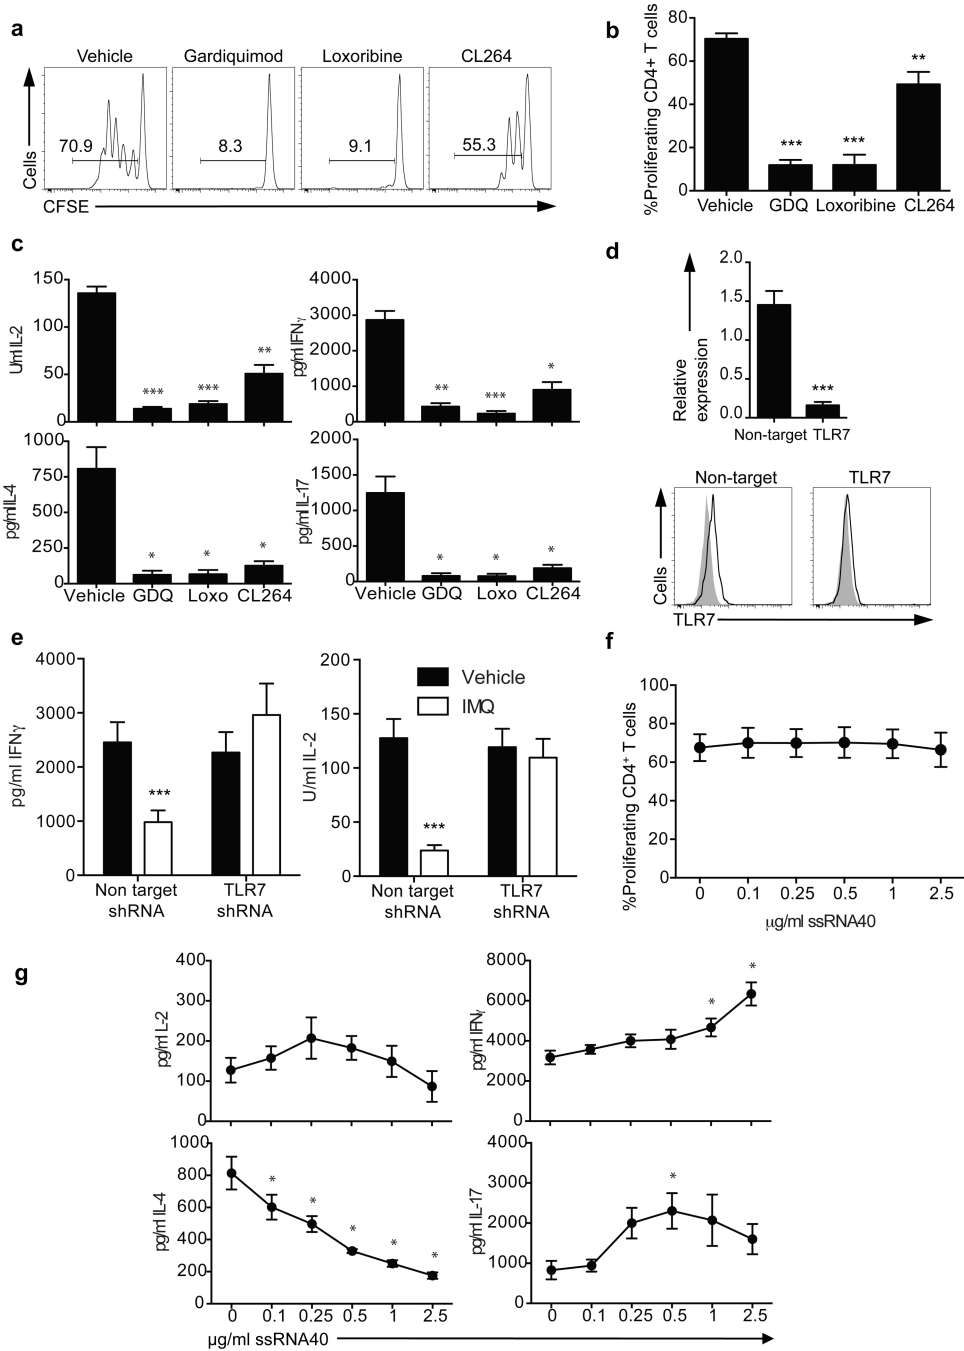 a
Vehicle Gardiquimod Loxoribine CL264
Cells
70.9 8.3 9.1 55.3
CFSE
b
%Proliferating CD4+ T cells
80
60
40
20
0
Vehicle GDQ Loxoribine CL264
*** *** **
c
U/ml IL-2
150
100
50
0
*** *** **
pg/ml IFNγ
4000
3000
2000
1000
0
** *** *
pg/ml IL-4
1000
750
500
250
0
* * *
Vehicle GDQ Loxo CL264
pg/ml IL-17
2000
1500
1000
500
0
* * *
Vehicle GDQ Loxo CL264
d
Relative
expression
2.0
1.5
1.0
0.5
0.0
***
Non-target TLR7
Non-target TLR7
Cells
TLR7
e
pg/ml IFNγ
4000
3000
2000
1000
0
***
Non target
shRNA
TLR7
shRNA
U/ml IL-2
200
150
100
50
0
***
Vehicle
IMQ
Non target
shRNA
TLR7
shRNA
f
%Proliferating CD4+ T cells
100
80
60
40
20
0
0 0.1 0.25 0.5 1 2.5
μg/ml ssRNA40
g
pg/ml L-2
400
300
200
100
0
pg/ml IFNγ
8000
6000
4000
2000
0
* *
pg/ml IL-4
1000
800
600
400
200
0
* * * * *
0 0.1 0.25 0.5 1 2.5
pg/ml IL-17
4000
3000
2000
1000
0
*
0 0.1 0.25 0.5 1 2.5
μg/ml ssRNA40